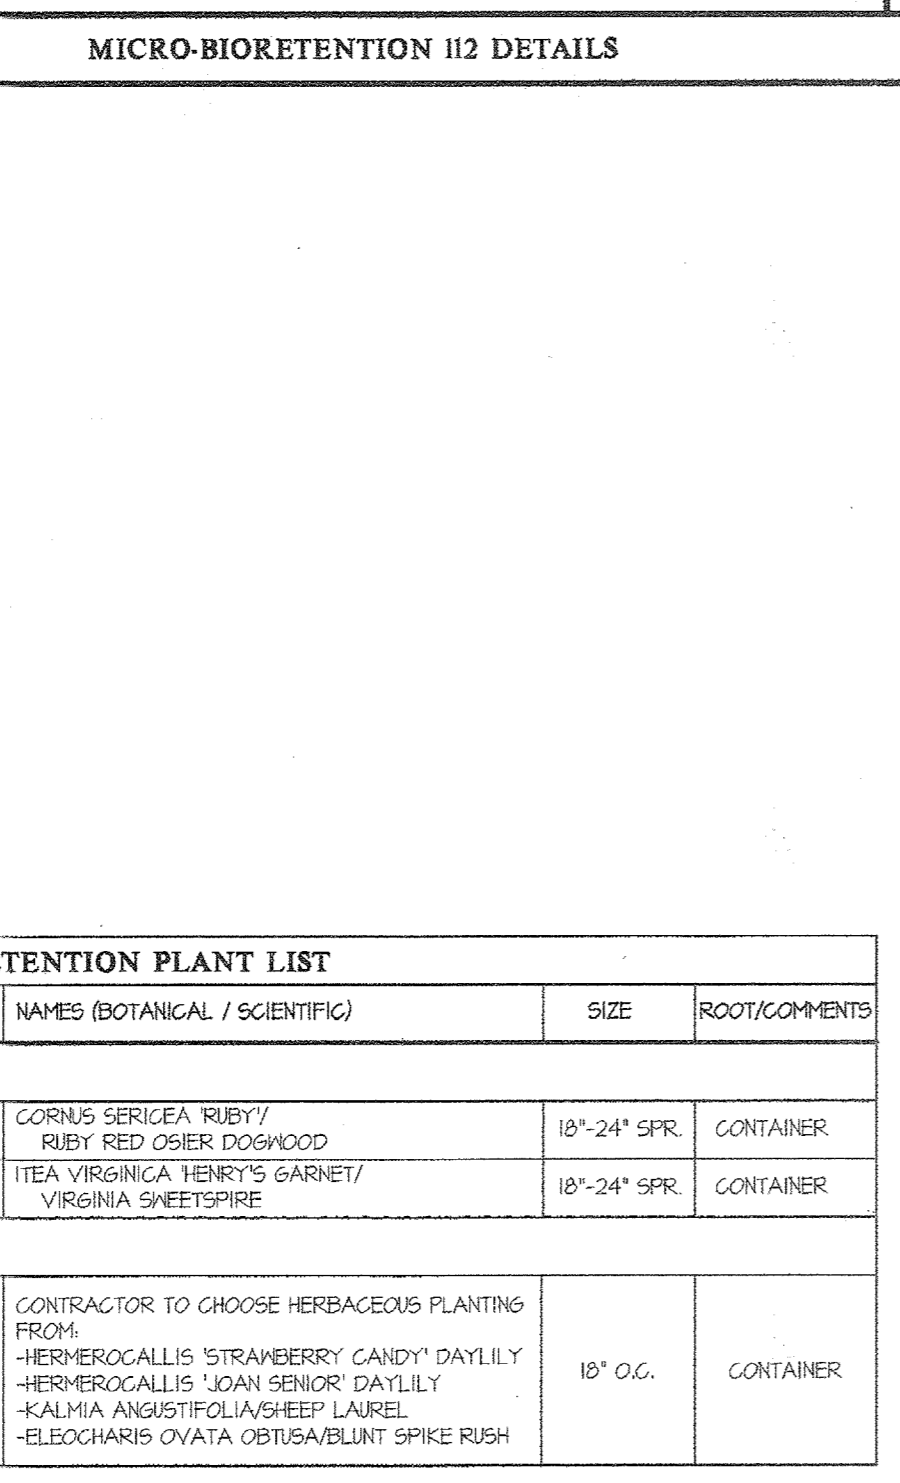 MICRO-BIORETENTION 112 DETAILS
TENTION PLANT LIST
NAMES (BOTANICAL / SCIENTIFIC) SIZE ROOT/COMMENTS
CORNUS SERICEA 'RUBY'/
RUBY RED OSIER DOGWOOD
18"-24" SPR. CONTAINER
ITEA VIRGINICA 'HENRY'S GARNET/
VIRGINIA SWEETSPIRE
18"-24" SPR. CONTAINER
CONTRACTOR TO CHOOSE HERBACEOUS PLANTING
FROM:
-HERMEROCALLIS 'STRAWBERRY CANDY' DAYLILY
-HERMEROCALLIS 'JOAN SENIOR' DAYLILY
-KALMIA ANGUSTIFOLIA/SHEEP LAUREL
-ELEOCHARIS OVATA OBTUSA/BLUNT SPIKE RUSH
18" O.C. CONTAINER